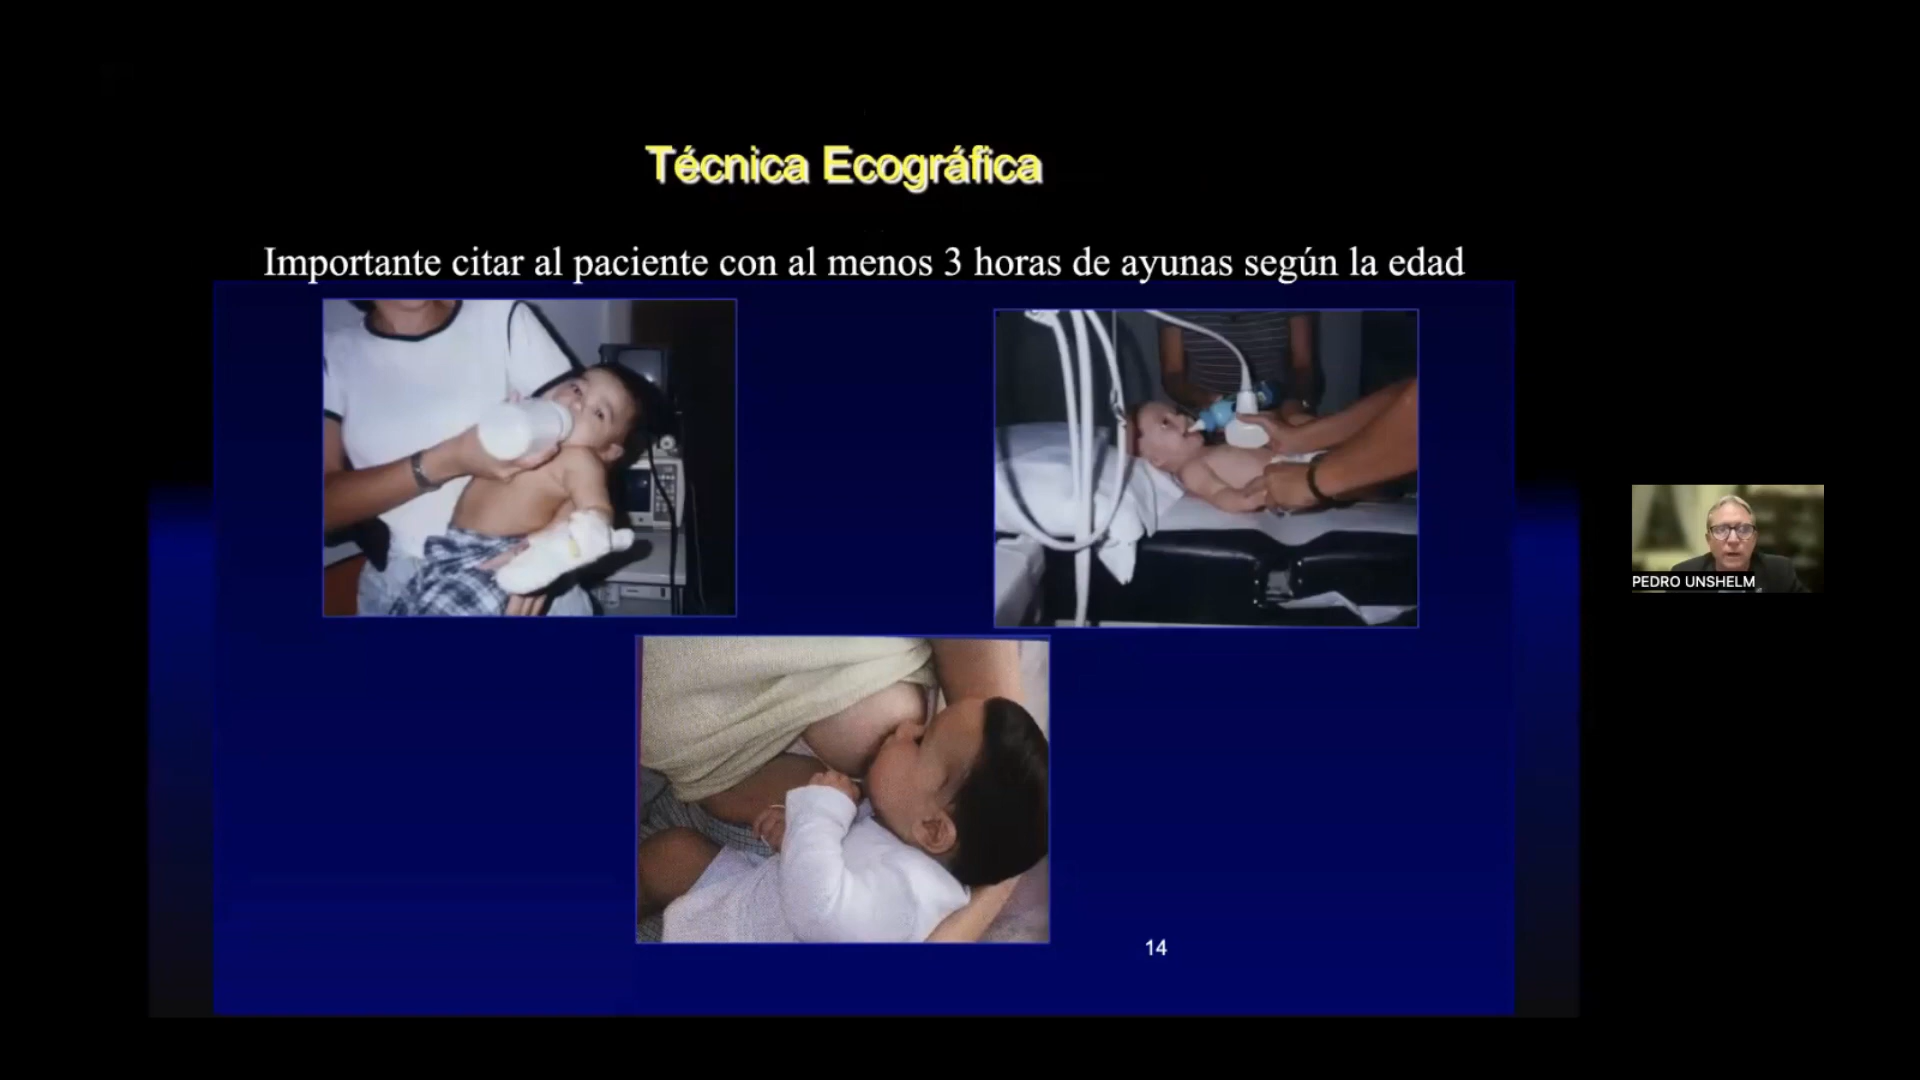 Técnica Ecográfica
Importante citar al paciente con al menos 3 horas de ayunas según la edad
PEDRO UNSHELM
14